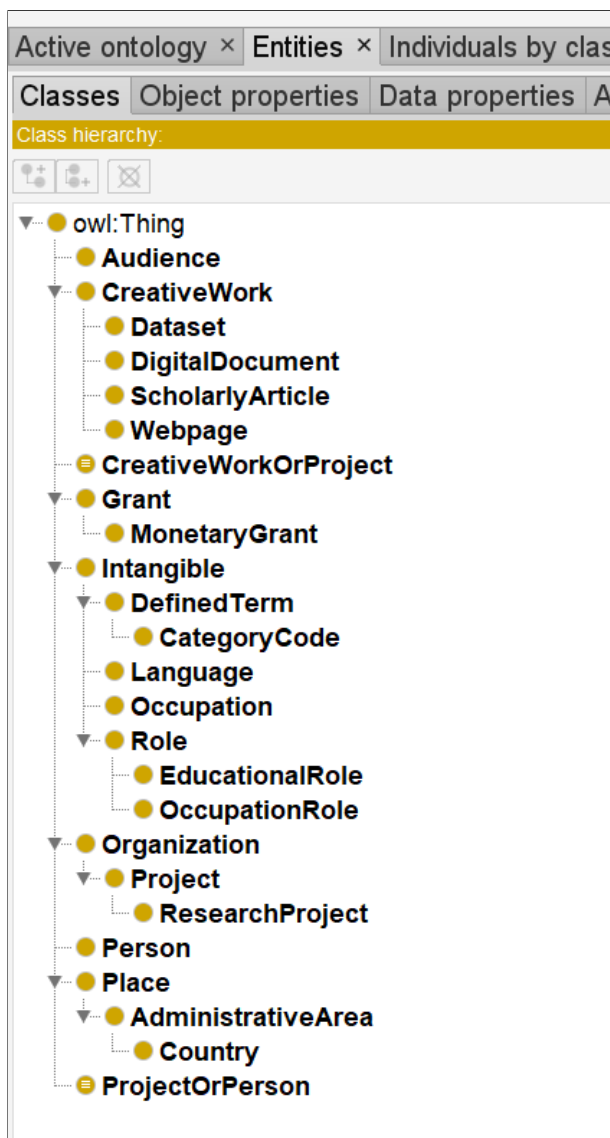 Active ontology × Entities × Individuals by clas
Classes Object properties Data properties A
Class hierarchy:
owl:Thing
Audience
CreativeWork
Dataset
DigitalDocument
ScholarlyArticle
Webpage
CreativeWorkOrProject
Grant
MonetaryGrant
Intangible
DefinedTerm
CategoryCode
Language
Occupation
Role
EducationalRole
OccupationRole
Organization
Project
ResearchProject
Person
Place
AdministrativeArea
Country
ProjectOrPerson